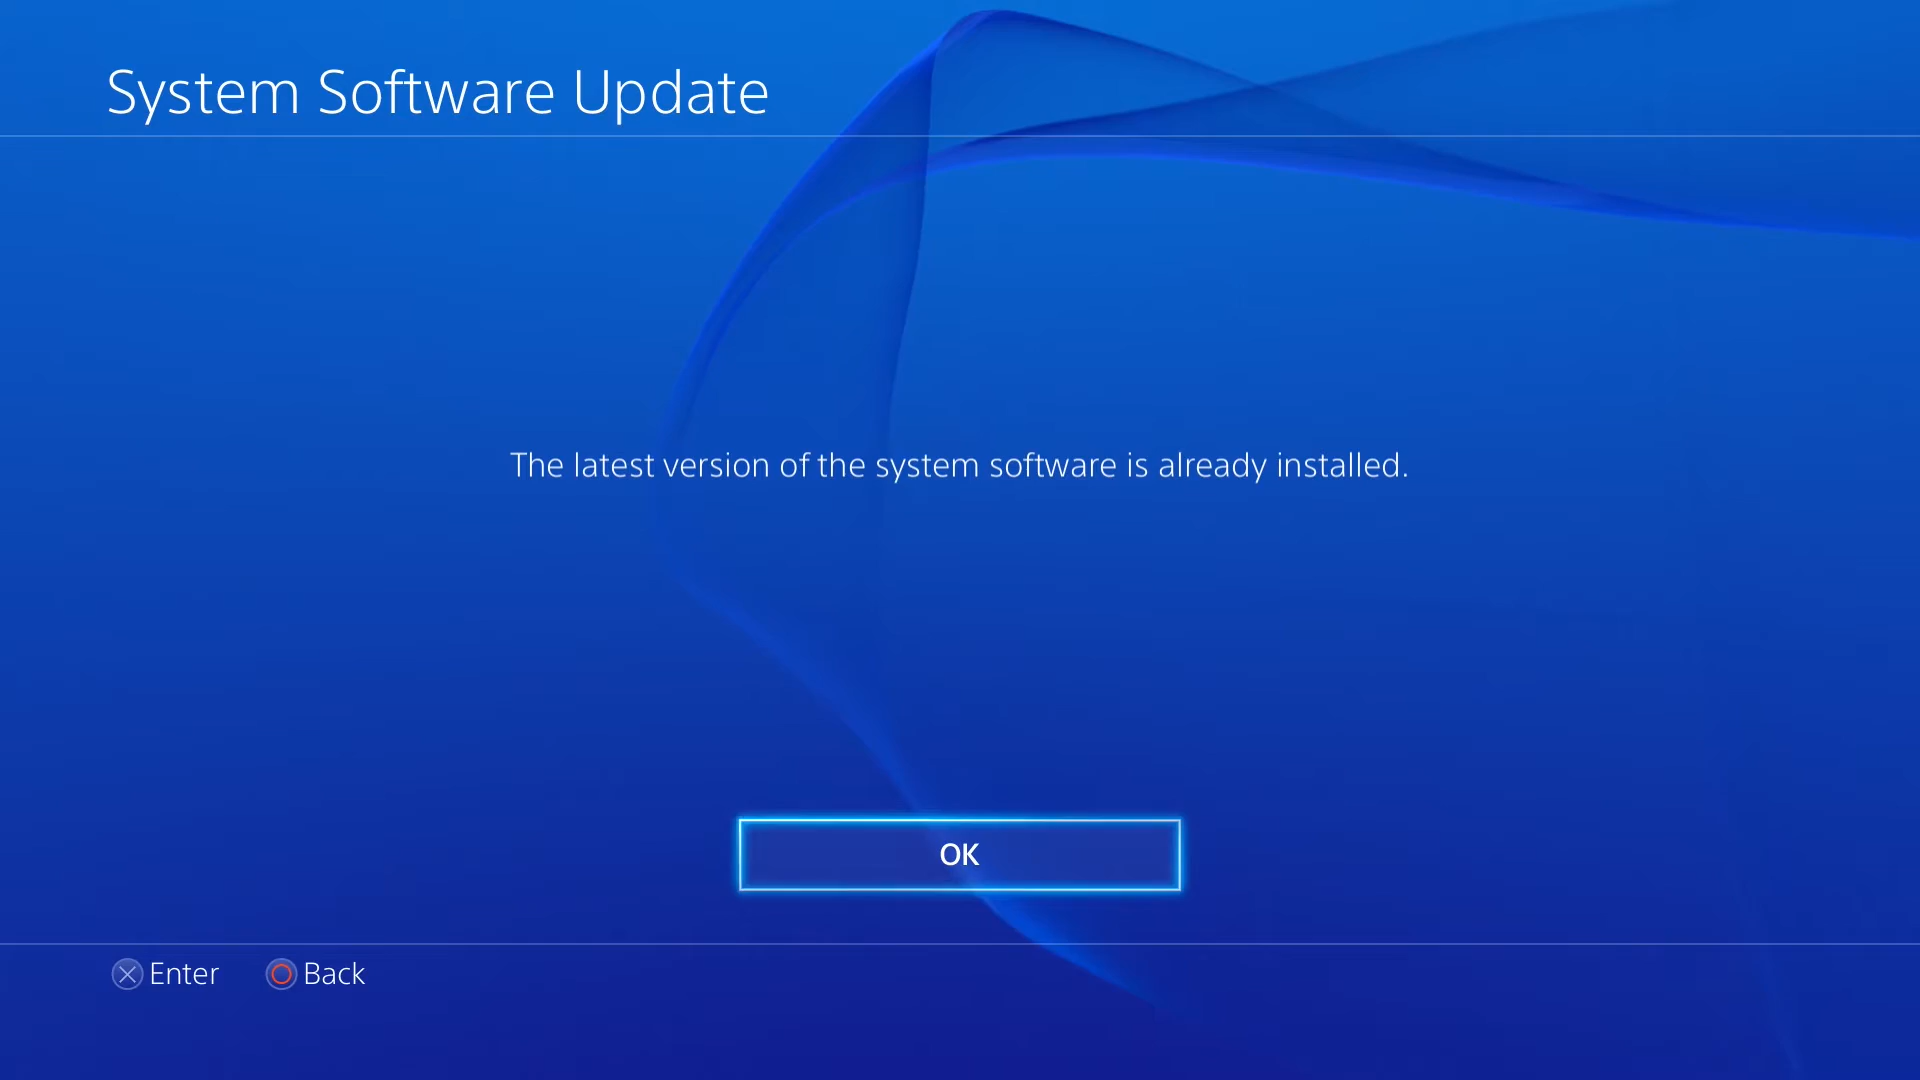 System Software Update
The latest version of the system software is already installed.
OK
Enter
Back